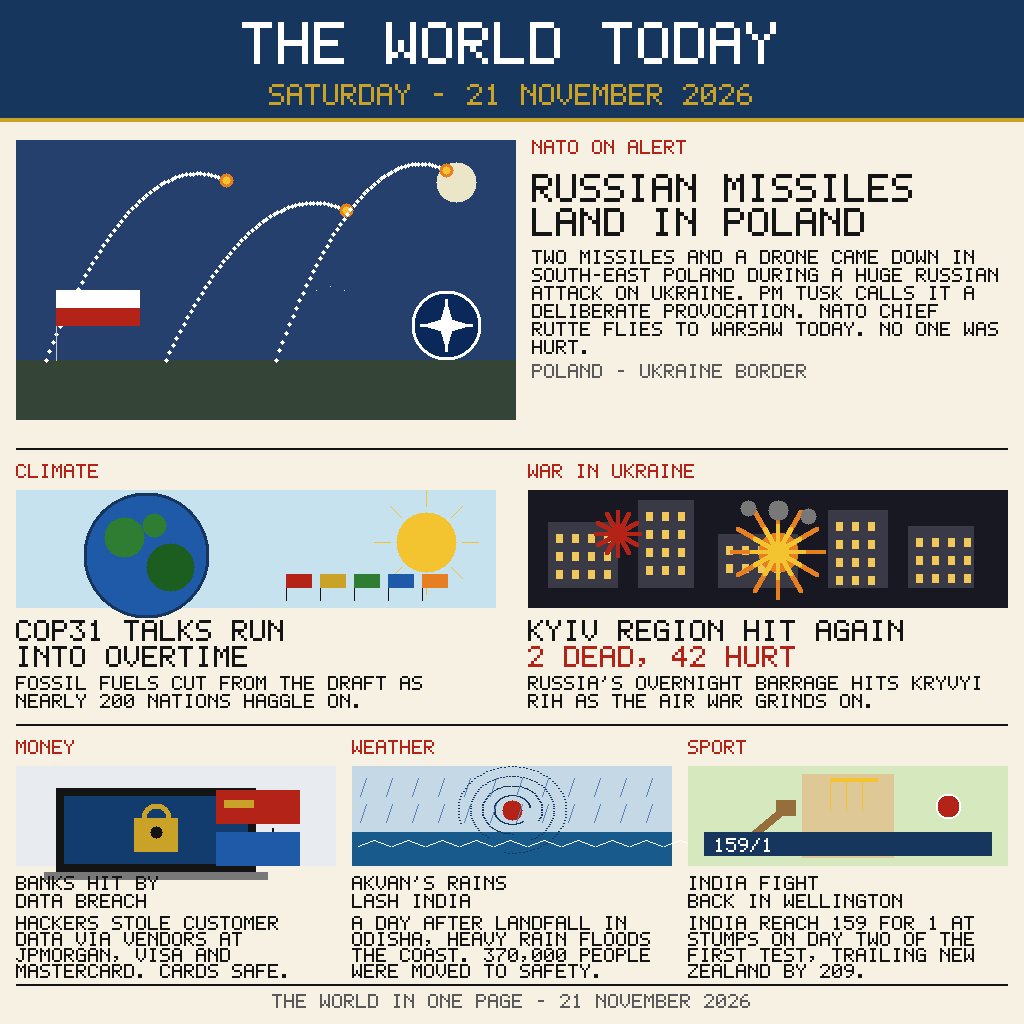 THE WORLD TODAY
SATURDAY - 21 NOVEMBER 2026
NATO ON ALERT
RUSSIAN MISSILES
LAND IN POLAND
TWO MISSILES AND A DRONE CAME DOWN IN
SOUTH-EAST POLAND DURING A HUGE RUSSIAN
ATTACK ON UKRAINE. PM TUSK CALLS IT A
DELIBERATE PROVOCATION. NATO CHIEF
RUTTE FLIES TO WARSAW TODAY. NO ONE WAS
HURT.
POLAND - UKRAINE BORDER
CLIMATE
COP31 TALKS RUN
INTO OVERTIME
FOSSIL FUELS CUT FROM THE DRAFT AS
NEARLY 200 NATIONS HAGGLE ON.
WAR IN UKRAINE
KYIV REGION HIT AGAIN
2 DEAD, 42 HURT
RUSSIA'S OVERNIGHT BARRAGE HITS KRYVYI
RIH AS THE AIR WAR GRINDS ON.
MONEY
BANKS HIT BY
DATA BREACH
HACKERS STOLE CUSTOMER
DATA VIA VENDORS AT
JPMORGAN, VISA AND
MASTERCARD. CARDS SAFE.
WEATHER
AKVAN'S RAINS
LASH INDIA
A DAY AFTER LANDFALL IN
ODISHA, HEAVY RAIN FLOODS
THE COAST. 370,000 PEOPLE
WERE MOVED TO SAFETY.
SPORT
159/1
INDIA FIGHT
BACK IN WELLINGTON
INDIA REACH 159 FOR 1 AT
STUMPS ON DAY TWO OF THE
FIRST TEST, TRAILING NEW
ZEALAND BY 209.
THE WORLD IN ONE PAGE - 21 NOVEMBER 2026